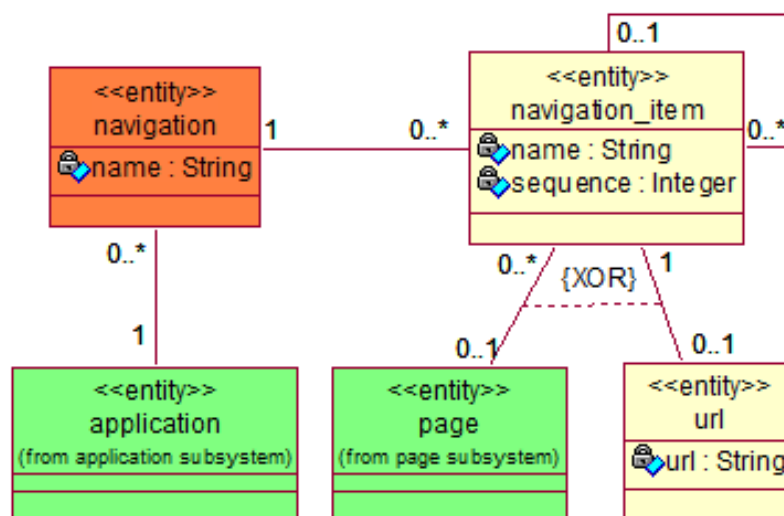 0..1
<<entity>>
navigation
name : String
1
0..*
<<entity>>
navigation_item
name : String
sequence : Integer
0..*
0..*
1
0..*
{XOR}
1
0..1
0..1
<<entity>>
application
(from application subsystem)
<<entity>>
page
(from page subsystem)
<<entity>>
url
url : String